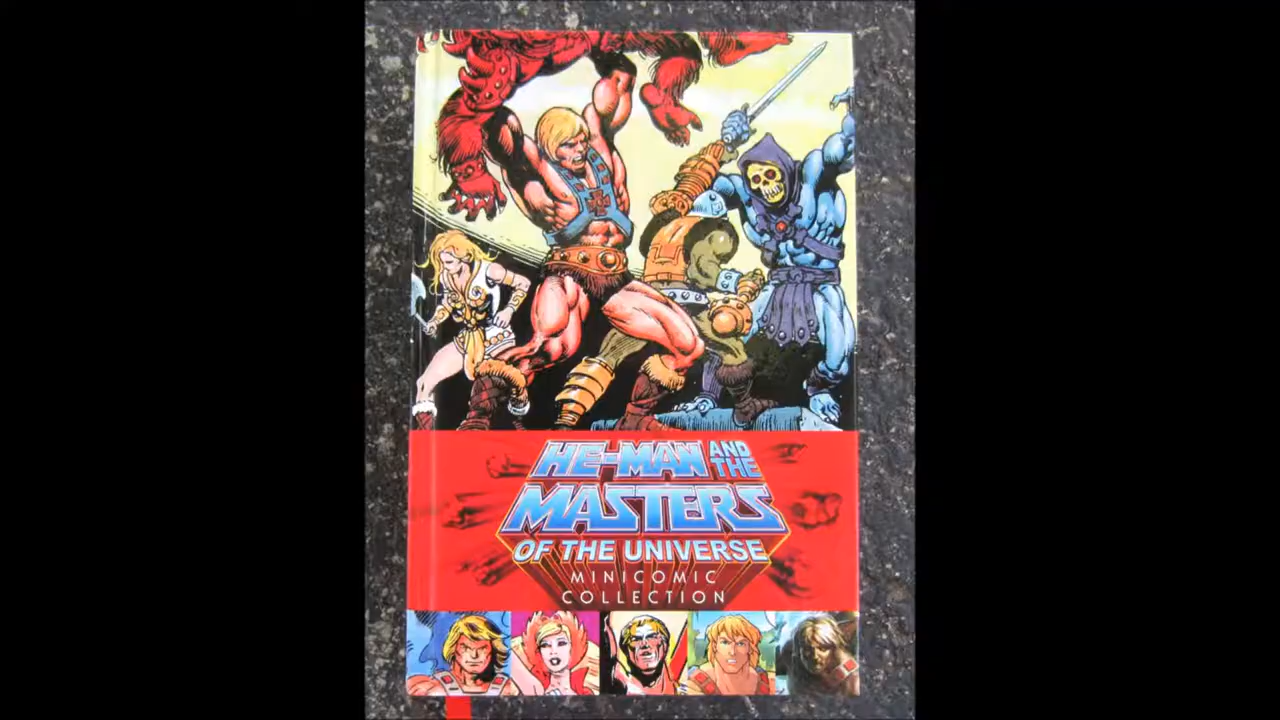 HE-MAN AND THE
MASTERS
OF THE UNIVERSE
MINICOMIC
COLLECTION